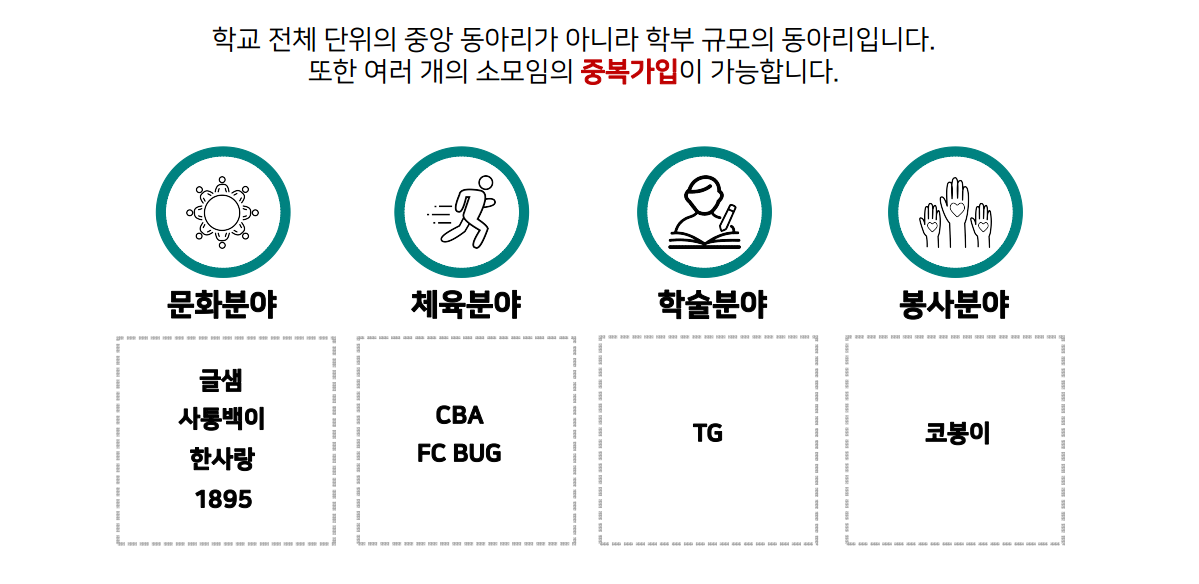 학교 전체 단위의 중앙 동아리가 아니라 학부 규모의 동아리입니다.
또한 여러 개의 소모임의 중복가입이 가능합니다.
문화분야
체육분야
학술분야
봉사분야
글샘
사통백이
한사랑
1895
CBA
FC BUG
TG
코봉이